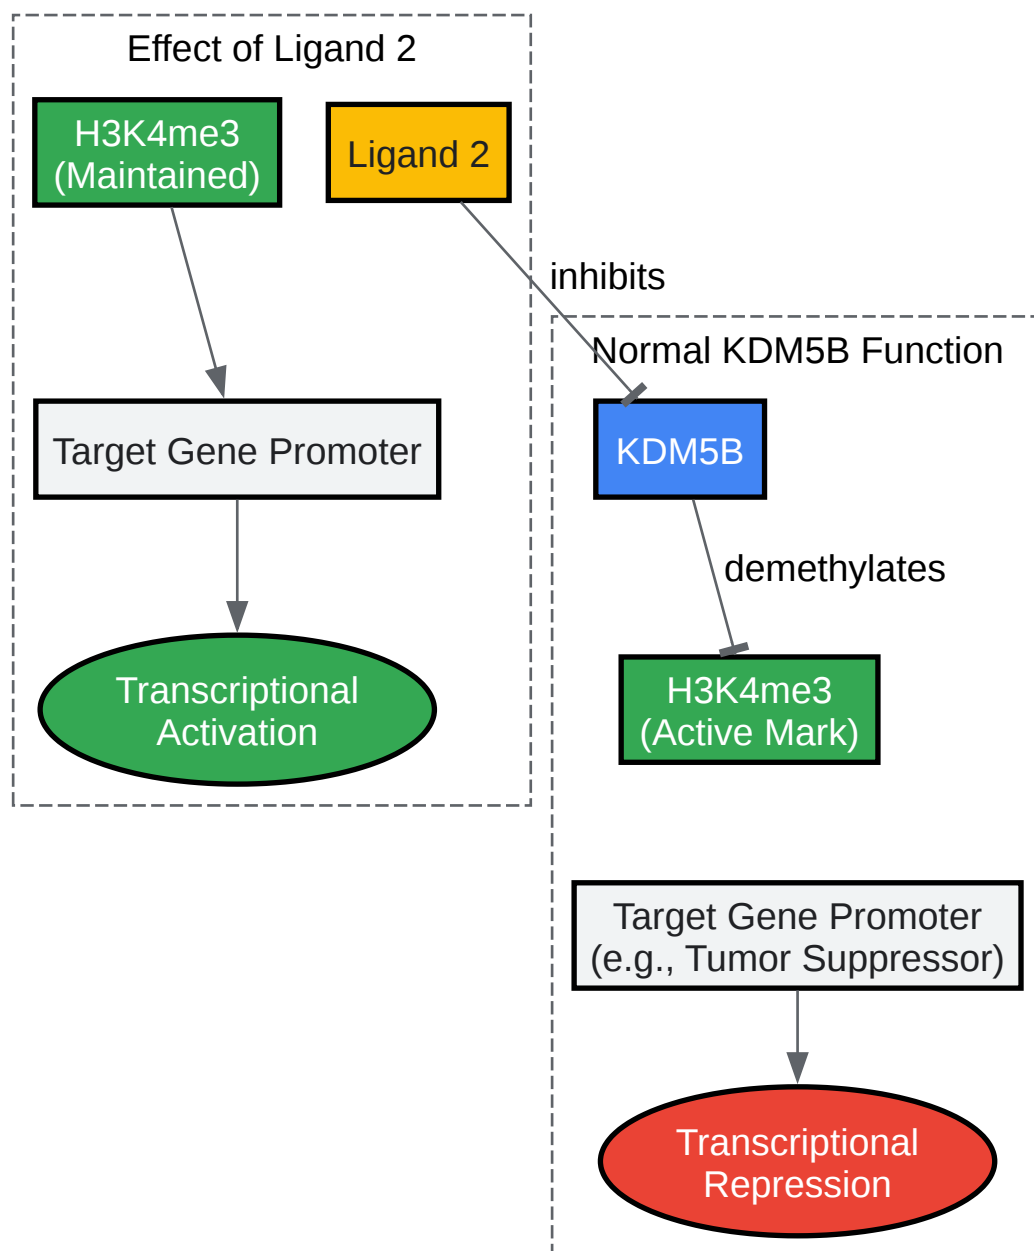 Effect of Ligand 2
H3K4me3
(Maintained)
Ligand 2
inhibits
Normal KDM5B Function
Target Gene Promoter
KDM5B
demethylates
Transcriptional
Activation
H3K4me3
(Active Mark)
Target Gene Promoter
(e.g., Tumor Suppressor)
Transcriptional
Repression